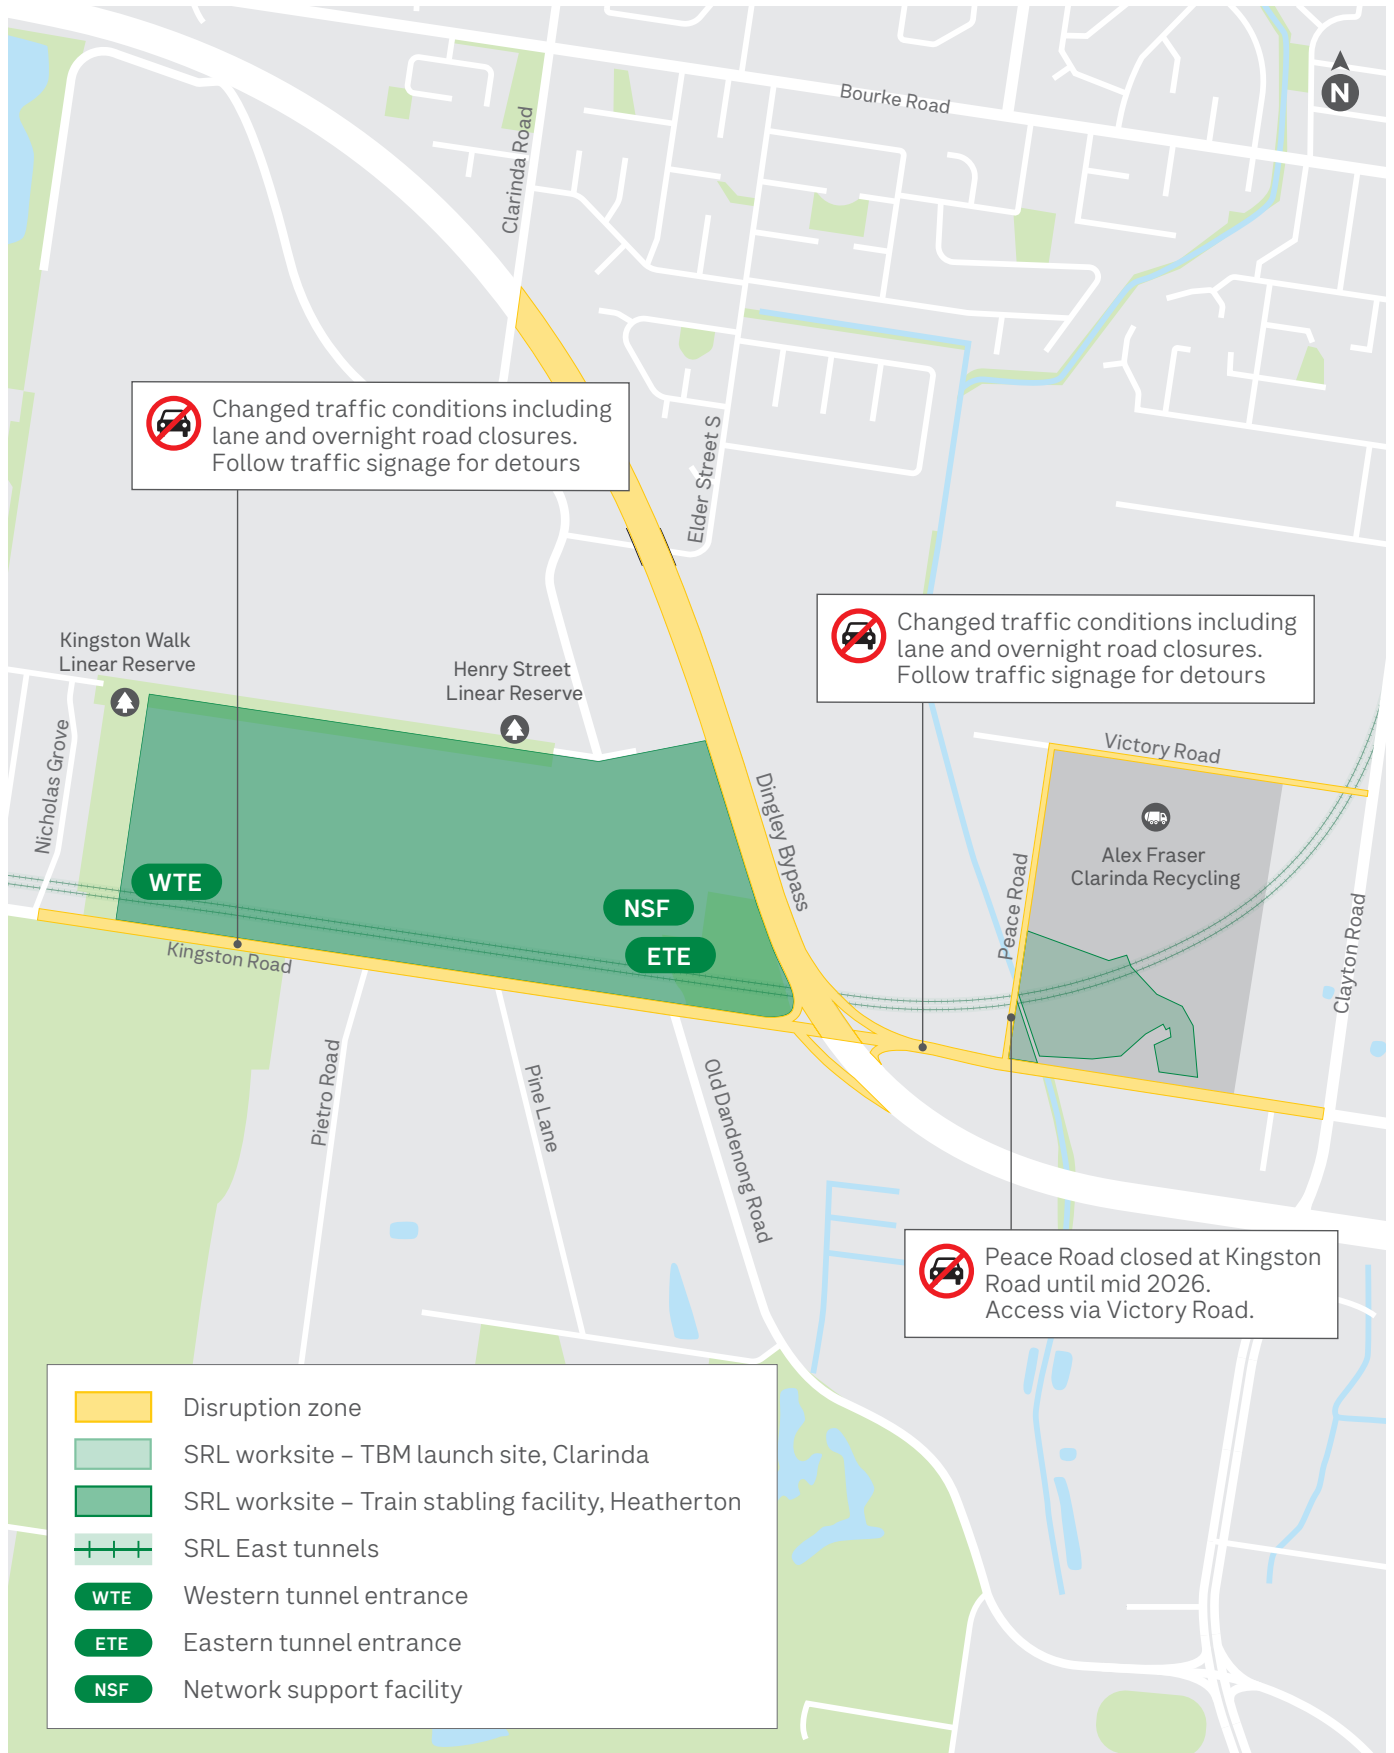 Bourke Road
N
Clarinda Road
Changed traffic conditions including
lane and overnight road closures.
Follow traffic signage for detours
Elder Street S
Changed traffic conditions including
lane and overnight road closures.
Follow traffic signage for detours
Kingston Walk
Linear Reserve
Henry Street
Linear Reserve
Nicholas Grove
Victory Road
Dingley Bypass
Alex Fraser
Clarinda Recycling
Peace Road
Clayton Road
WTE
NSF
ETE
Kingston Road
Pietro Road
Pine Lane
Old Dandenong Road
Peace Road closed at Kingston
Road until mid 2026.
Access via Victory Road.
Disruption zone
SRL worksite – TBM launch site, Clarinda
SRL worksite – Train stabling facility, Heatherton
SRL East tunnels
WTE Western tunnel entrance
ETE Eastern tunnel entrance
NSF Network support facility